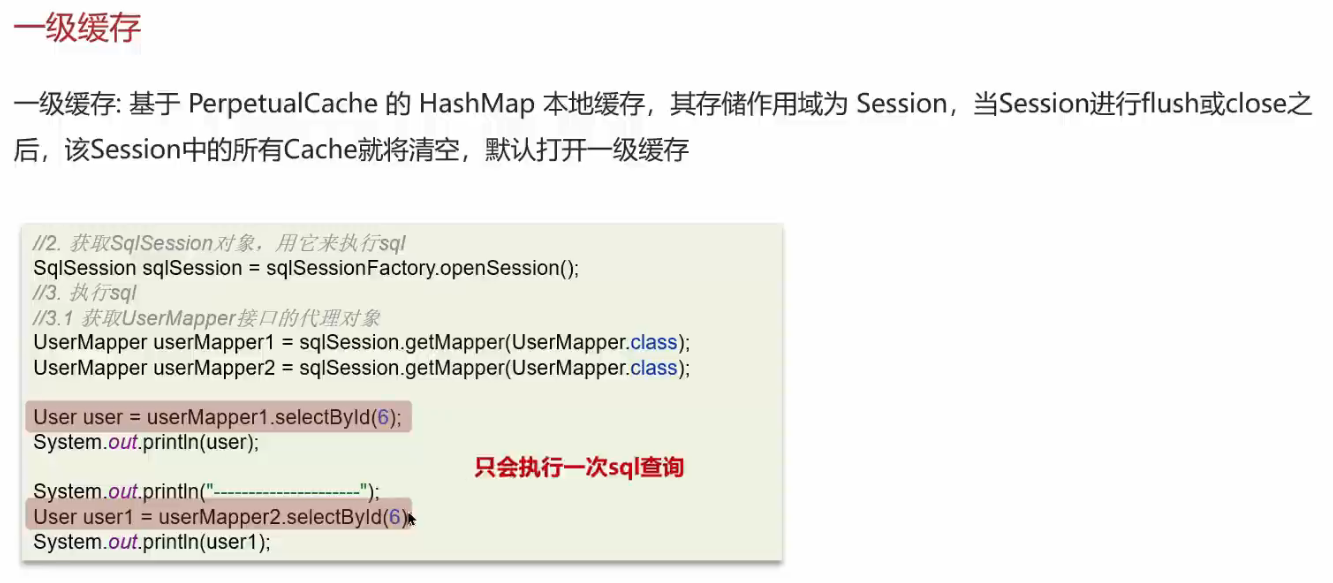 一级缓存
一级缓存: 基于 PerpetualCache 的 HashMap 本地缓存，其存储作用域为 Session，当Session进行flush或close之
后，该Session中的所有Cache就将清空，默认打开一级缓存
//2. 获取SqlSession对象，用它来执行sql
SqlSession sqlSession = sqlSessionFactory.openSession();
//3. 执行sql
//3.1 获取UserMapper接口的代理对象
UserMapper userMapper1 = sqlSession.getMapper(UserMapper.class);
UserMapper userMapper2 = sqlSession.getMapper(UserMapper.class);
User user = userMapper1.selectById(6);
System.out.println(user);
只会执行一次sql查询
System.out.println("---------------------");
User user1 = userMapper2.selectById(6);
System.out.println(user1);